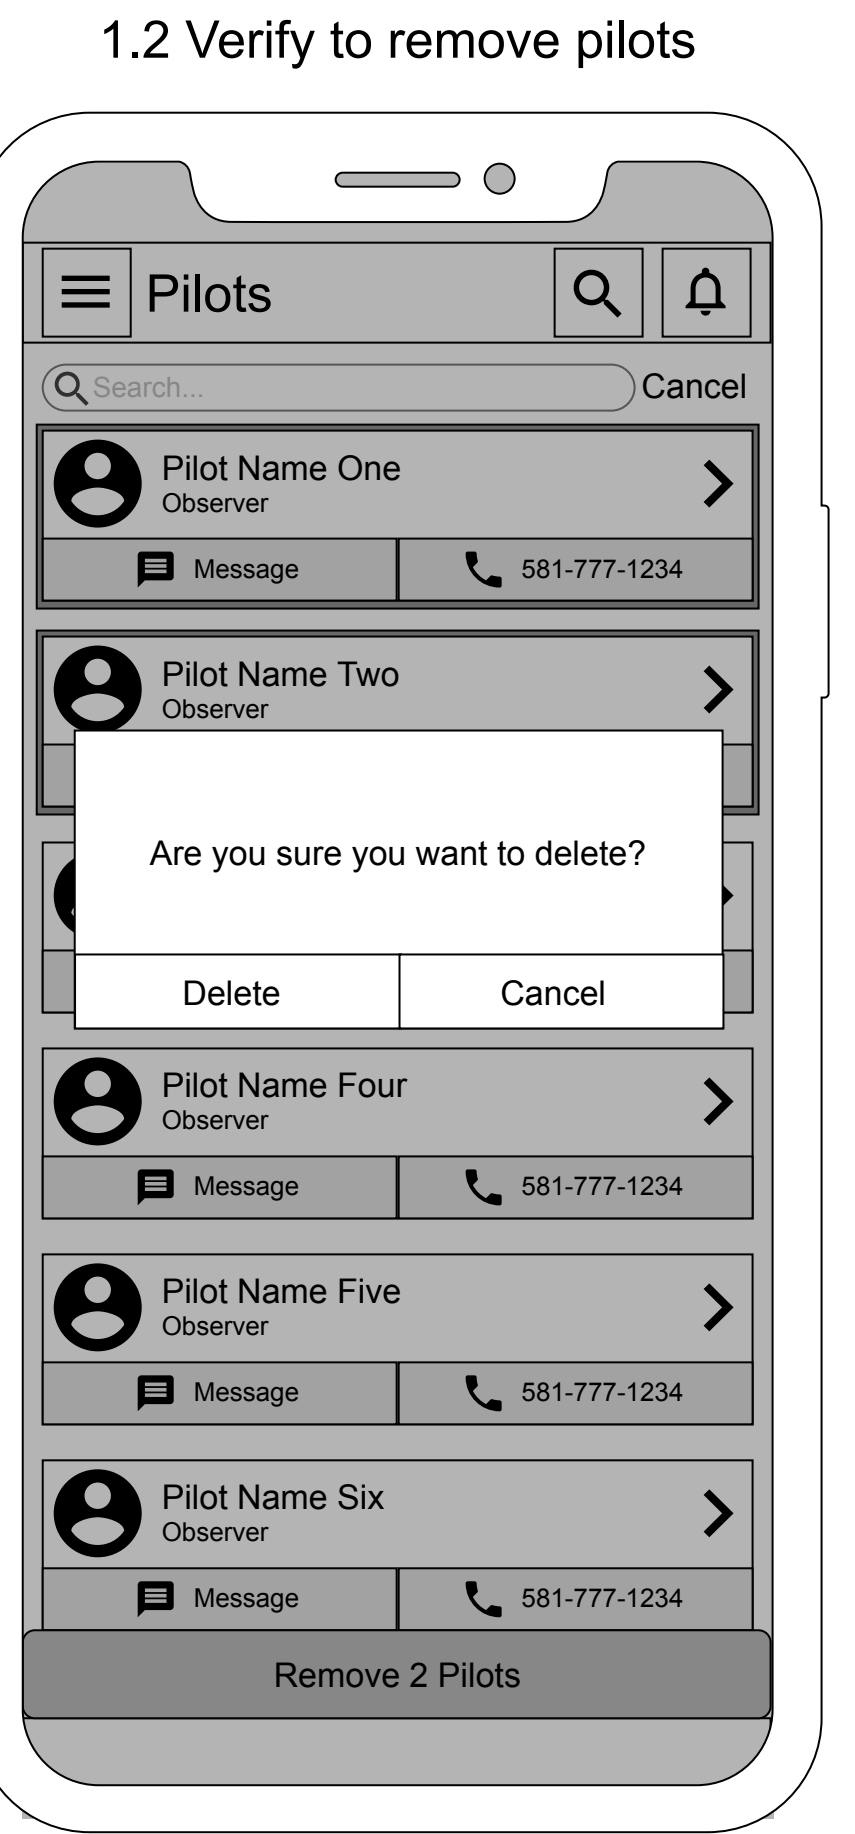 1.2 Verify to remove pilots
Pilots
Search...
Cancel
Pilot Name One
Observer
Message
581-777-1234
Pilot Name Two
Observer
Are you sure you want to delete?
Delete
Cancel
Pilot Name Four
Observer
Message
581-777-1234
Pilot Name Five
Observer
Message
581-777-1234
Pilot Name Six
Observer
Message
581-777-1234
Remove 2 Pilots